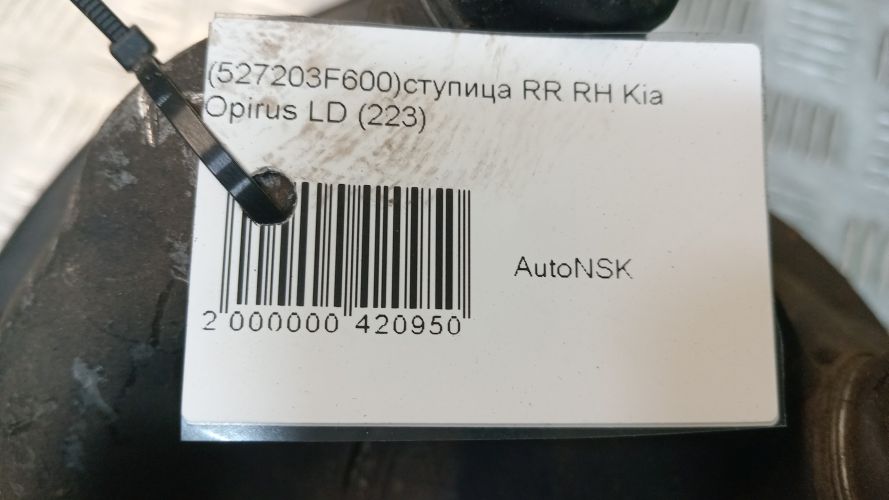 (527203F600)ступица RR RH Kia
Opirus LD (223)
AutoNSK
2 000000 420950